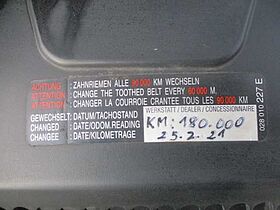 ACHTUNG : ZAHNRIEMEN ALLE 90 000 KM WECHSELN
ATTENTION : CHANGE THE TOOTHED BELT EVERY 60 000 M.
ATTENTION : CHANGER LA COURROIE CRANTEE TOUS LES 90 000 KM
WERKSTATT / DEALER / CONCESSIONNAIRE
GEWECHSELT: DATUM/TACHOSTAND
CHANGED : DATE/ODOM.READING
CHANGEE : DATE/KILOMETRAGE
KM: 180.000
25.2.21
028 010 227 E